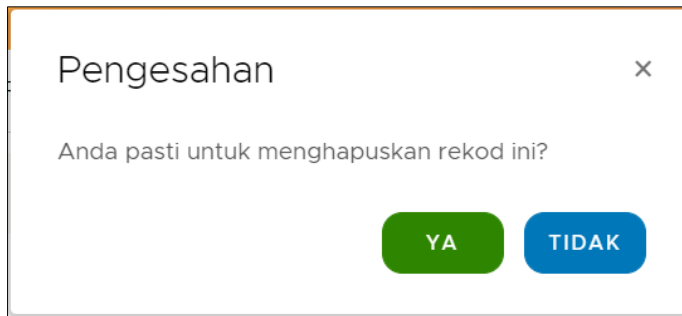 Pengesahan
×
Anda pasti untuk menghapuskan rekod ini?
YA
TIDAK